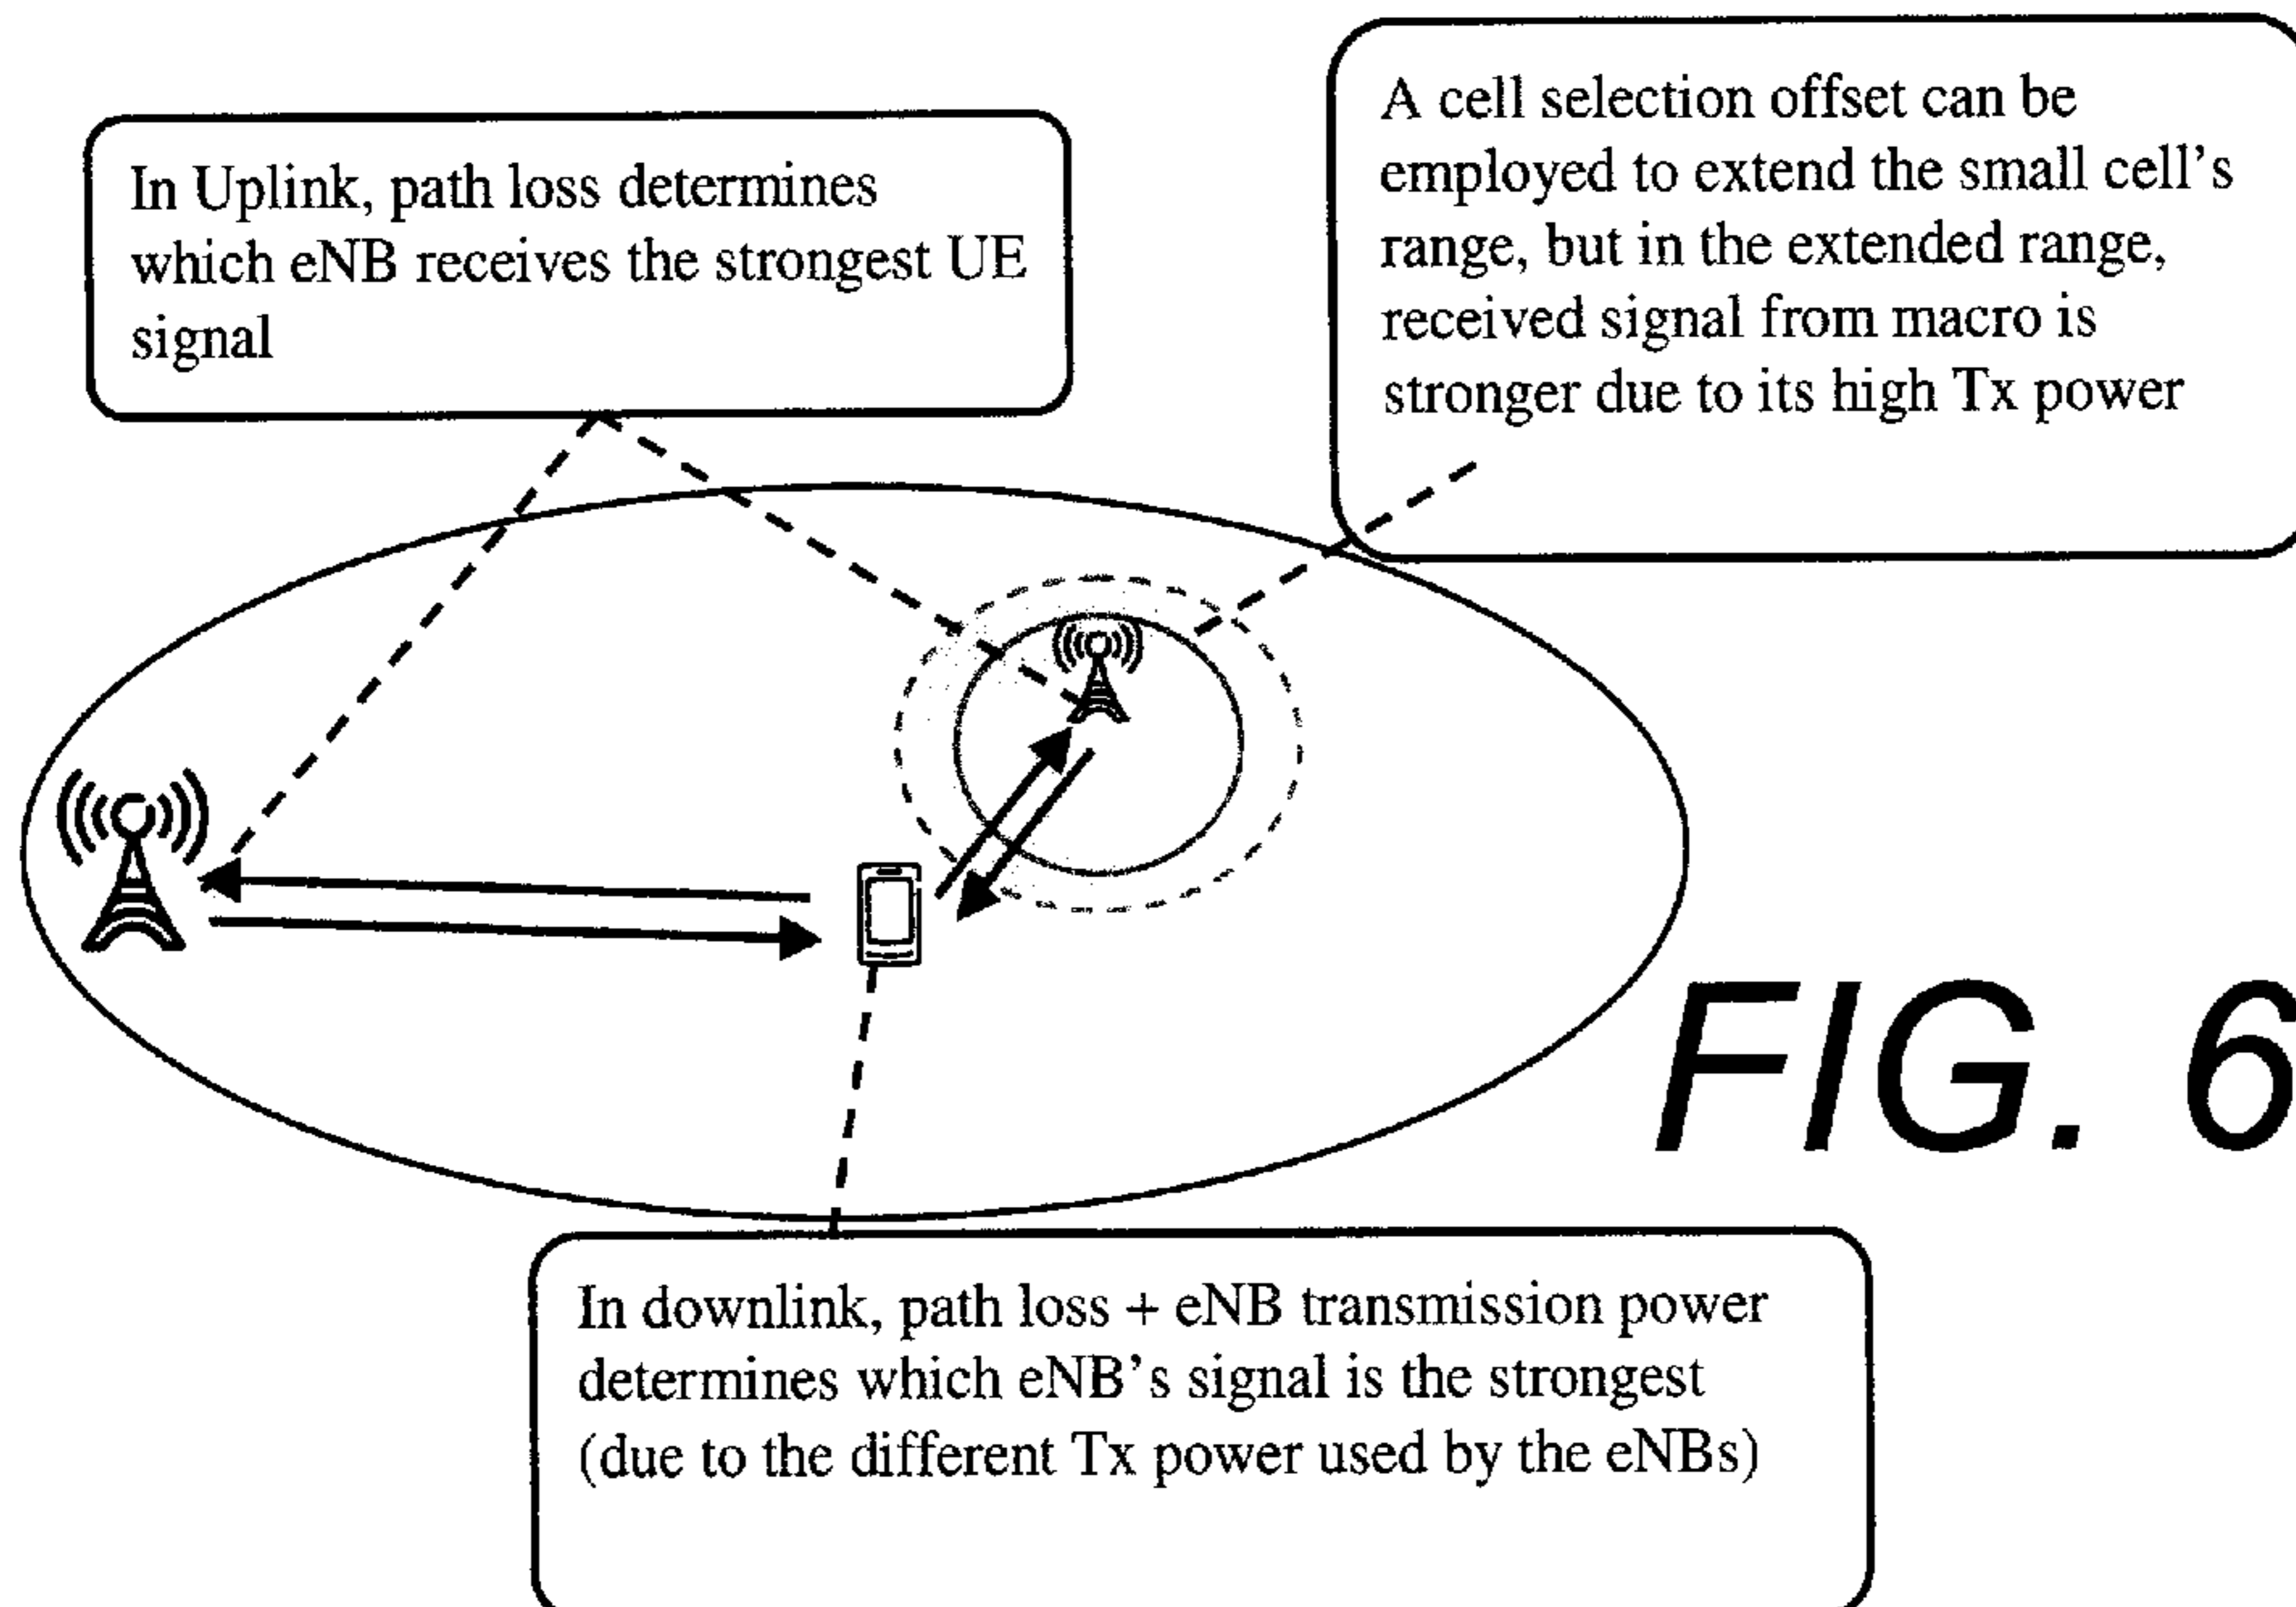 In Uplink, path loss determines
which eNB receives the strongest UE
signal
A cell selection offset can be
employed to extend the small cell's
range, but in the extended range,
received signal from macro is
stronger due to its high Tx power
FIG. 6
In downlink, path loss + eNB transmission power
determines which eNB's signal is the strongest
(due to the different Tx power used by the eNBs)